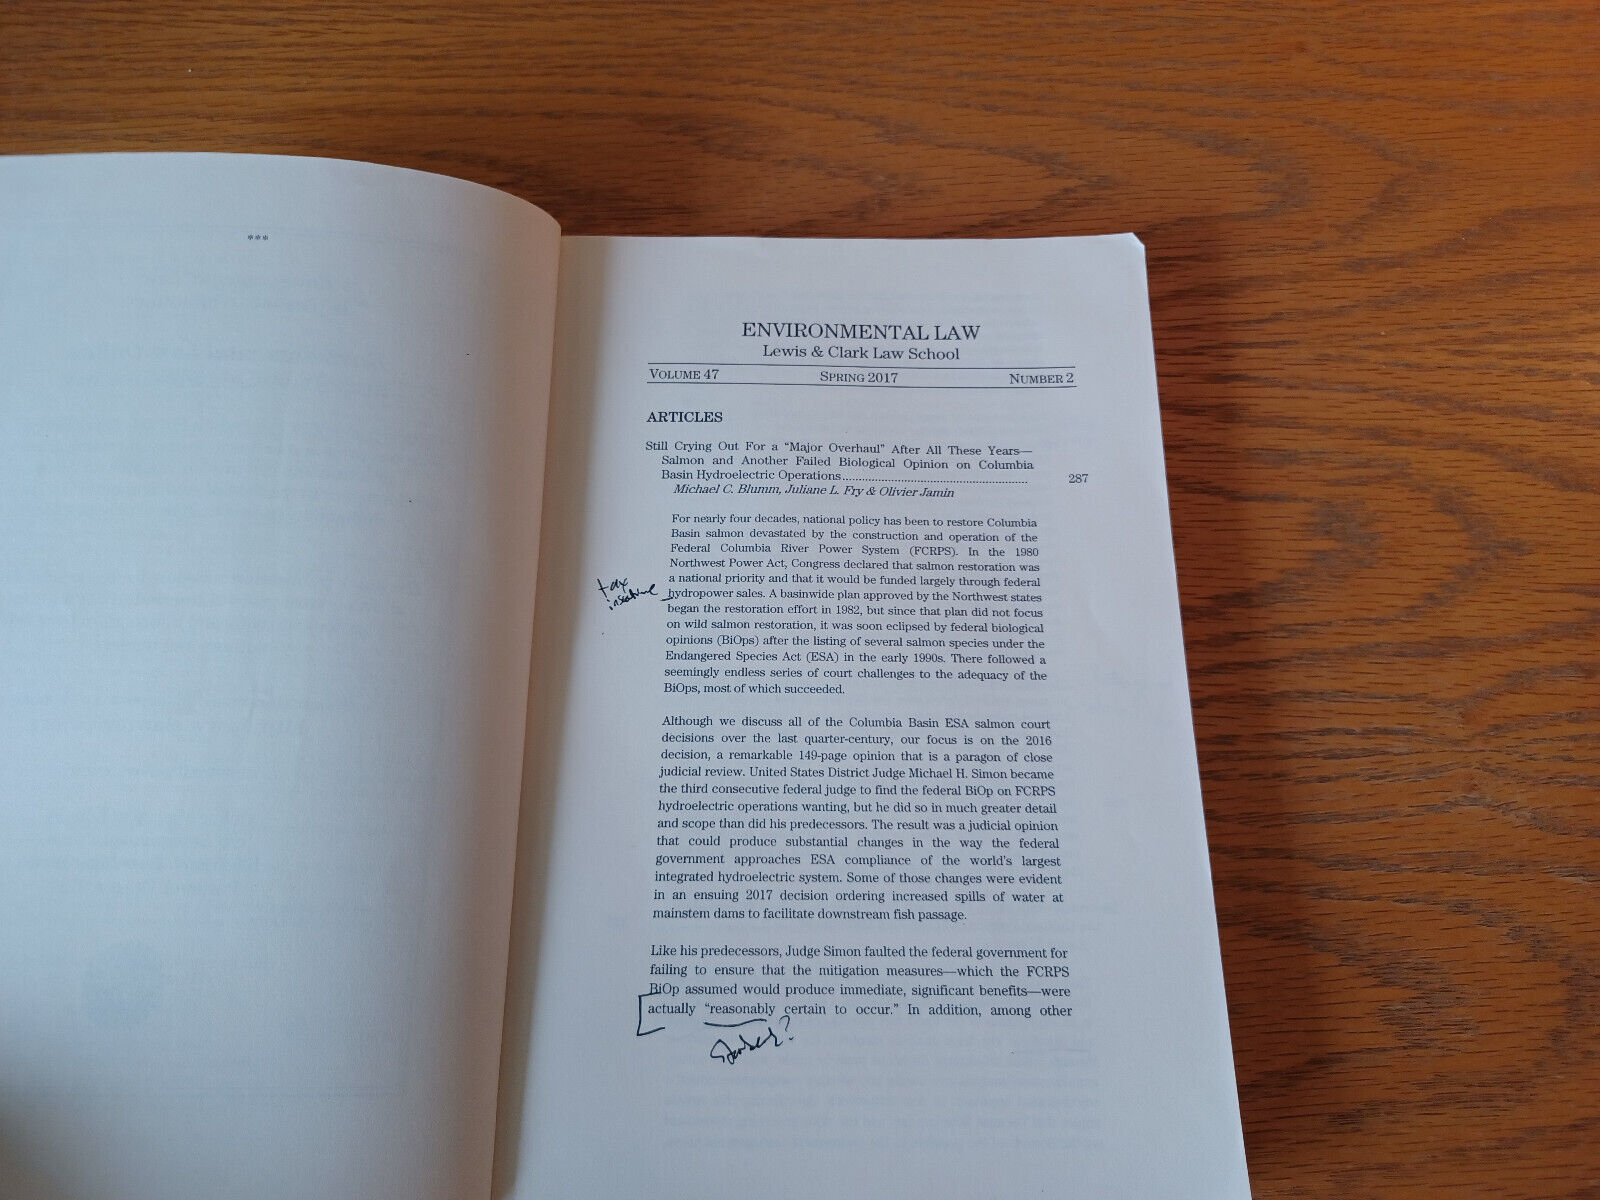 ***
ENVIRONMENTAL LAW
Lewis & Clark Law School
VOLUME 47 SPRING 2017 NUMBER 2
ARTICLES
Still Crying Out For a “Major Overhaul” After All These Years—
Salmon and Another Failed Biological Opinion on Columbia
Basin Hydroelectric Operations........................................................ 287
Michael C. Blumm, Juliane L. Fry & Olivier Jamin
For nearly four decades, national policy has been to restore Columbia
Basin salmon devastated by the construction and operation of the
Federal Columbia River Power System (FCRPS). In the 1980
Northwest Power Act, Congress declared that salmon restoration was
a national priority and that it would be funded largely through federal
tax
hydropower sales. A basinwide plan approved by the Northwest states
began the restoration effort in 1982, but since that plan did not focus
on wild salmon restoration, it was soon eclipsed by federal biological
opinions (BiOps) after the listing of several salmon species under the
Endangered Species Act (ESA) in the early 1990s. There followed a
seemingly endless series of court challenges to the adequacy of the
BiOps, most of which succeeded.
Although we discuss all of the Columbia Basin ESA salmon court
decisions over the last quarter-century, our focus is on the 2016
decision, a remarkable 149-page opinion that is a paragon of close
judicial review. United States District Judge Michael H. Simon became
the third consecutive federal judge to find the federal BiOp on FCRPS
hydroelectric operations wanting, but he did so in much greater detail
and scope than did his predecessors. The result was a judicial opinion
that could produce substantial changes in the way the federal
government approaches ESA compliance of the world’s largest
integrated hydroelectric system. Some of those changes were evident
in an ensuing 2017 decision ordering increased spills of water at
mainstem dams to facilitate downstream fish passage.
Like his predecessors, Judge Simon faulted the federal government for
failing to ensure that the mitigation measures—which the FCRPS
BiOp assumed would produce immediate, significant benefits—were
actually “reasonably certain to occur.” In addition, among other